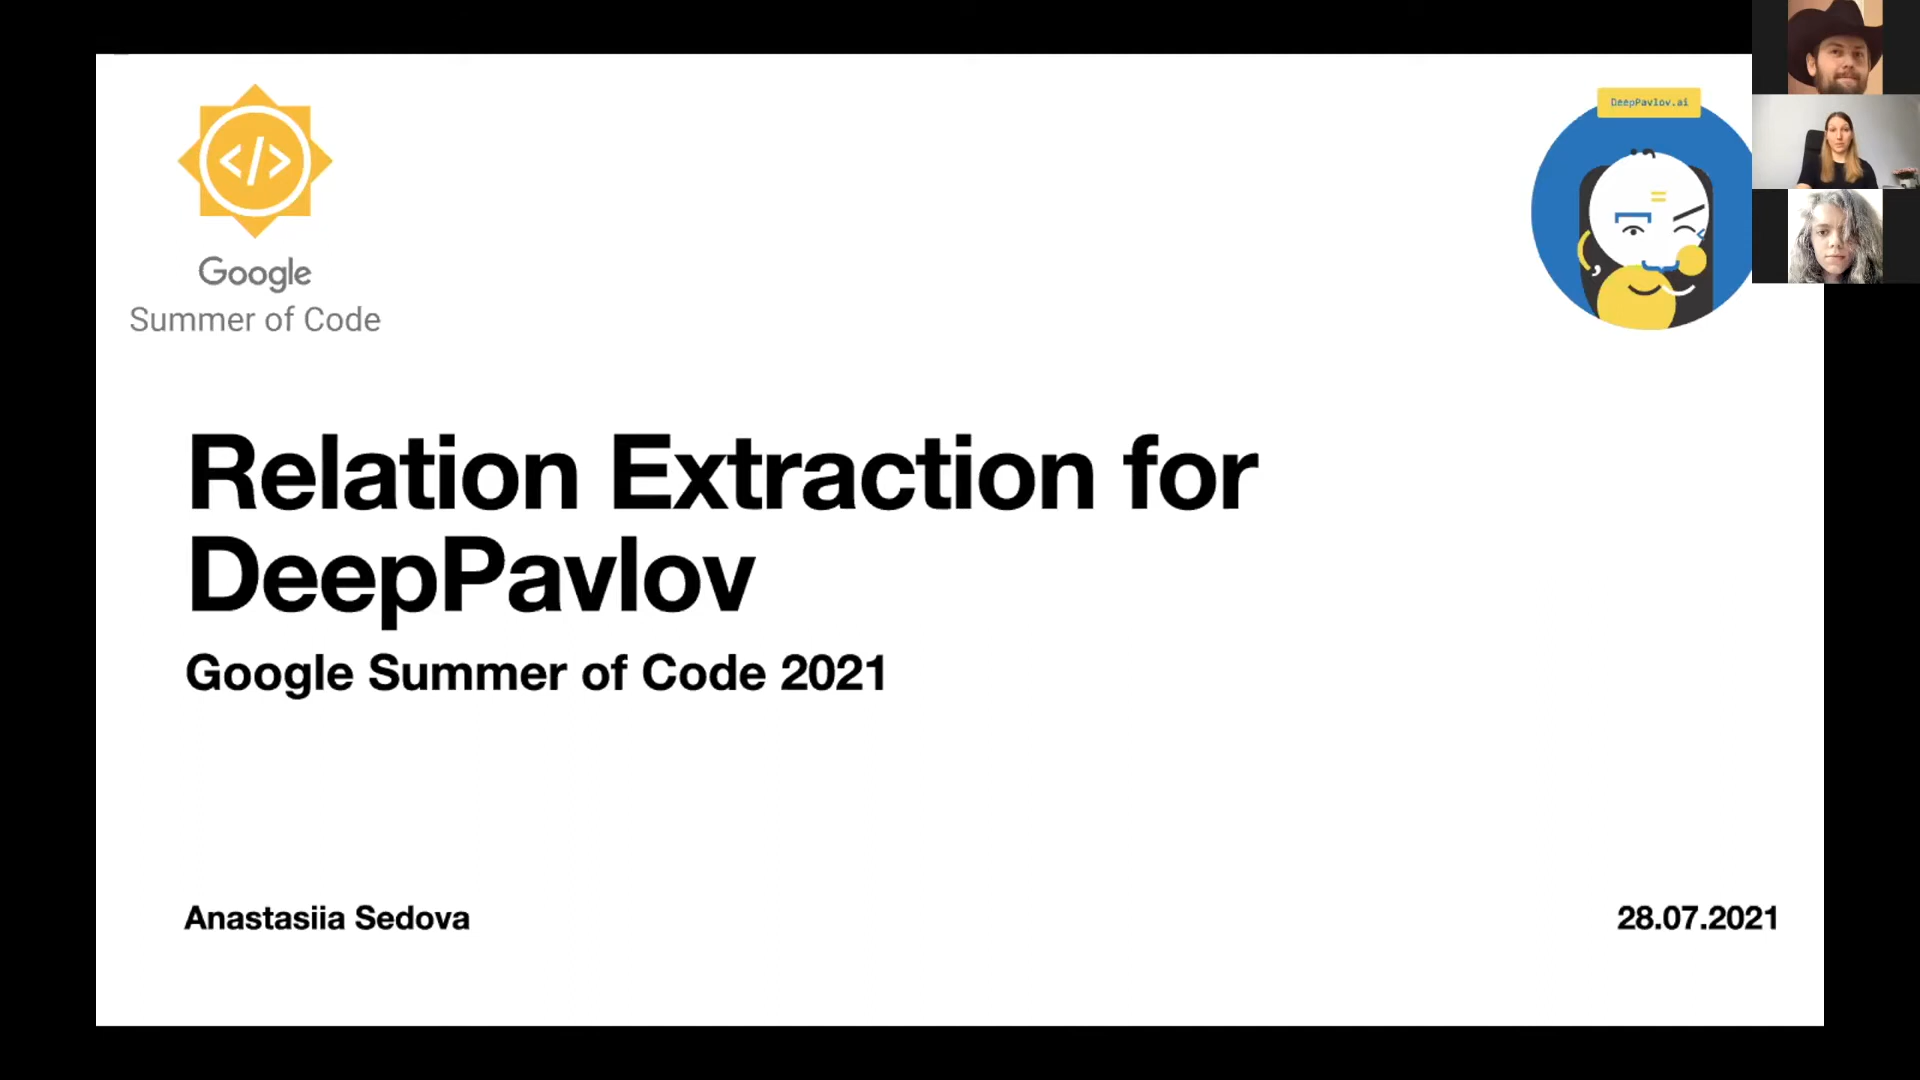 DeepPavlov.ai
</>
Google
Summer of Code
Relation Extraction for
DeepPavlov
Google Summer of Code 2021
Anastasiia Sedova
28.07.2021